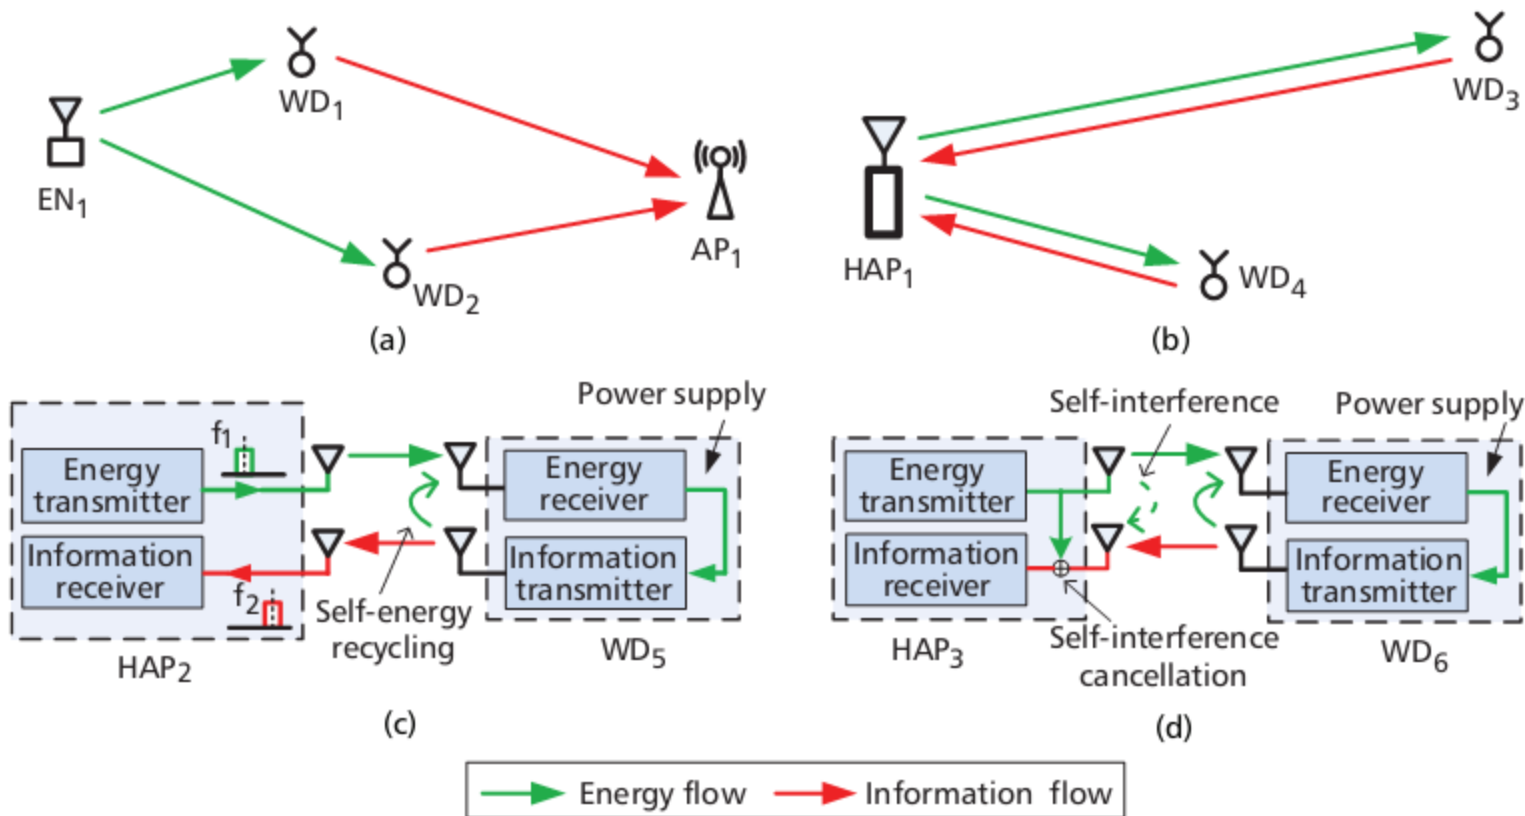 WD1
EN1
AP1
WD2
(a)
WD3
HAP1
WD4
(b)
Power supply
f1
Energy
transmitter
Energy
receiver
Information
receiver
Information
transmitter
f2
Self-energy
recycling
HAP2
WD5
(c)
Self-interference
Power supply
Energy
transmitter
Energy
receiver
Information
receiver
Information
transmitter
HAP3
Self-interference
cancellation
WD6
(d)
Energy flow
Information flow